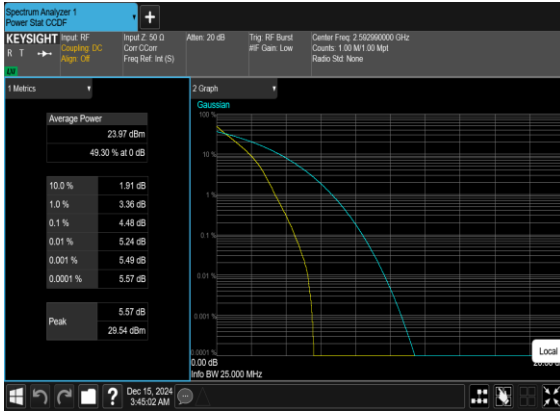 Spectrum Analyzer 1
Power Stat CCDF
KEYSIGHT
R T
LXI
Input: RF
Coupling: DC
Align: Off
Input Z: 50 Ω
Corr CCorr
Freq Ref: Int (S)
Atten: 20 dB
Trig: RF Burst
#IF Gain: Low
Center Freq: 2.592990000 GHz
Counts: 1.00 M/1.00 Mpt
Radio Std: None
1 Metrics
Average Power
23.97 dBm
49.30 % at 0 dB
10.0 % 1.91 dB
1.0 % 3.36 dB
0.1 % 4.48 dB
0.01 % 5.24 dB
0.001 % 5.49 dB
0.0001 % 5.57 dB
Peak
5.57 dB
29.54 dBm
2 Graph
Gaussian
100 %
10 %
1 %
0.1 %
0.01 %
0.001 %
0.0001 %
0.00 dB
Info BW 25.000 MHz
Local
?
Dec 15, 2024
3:45:02 AM